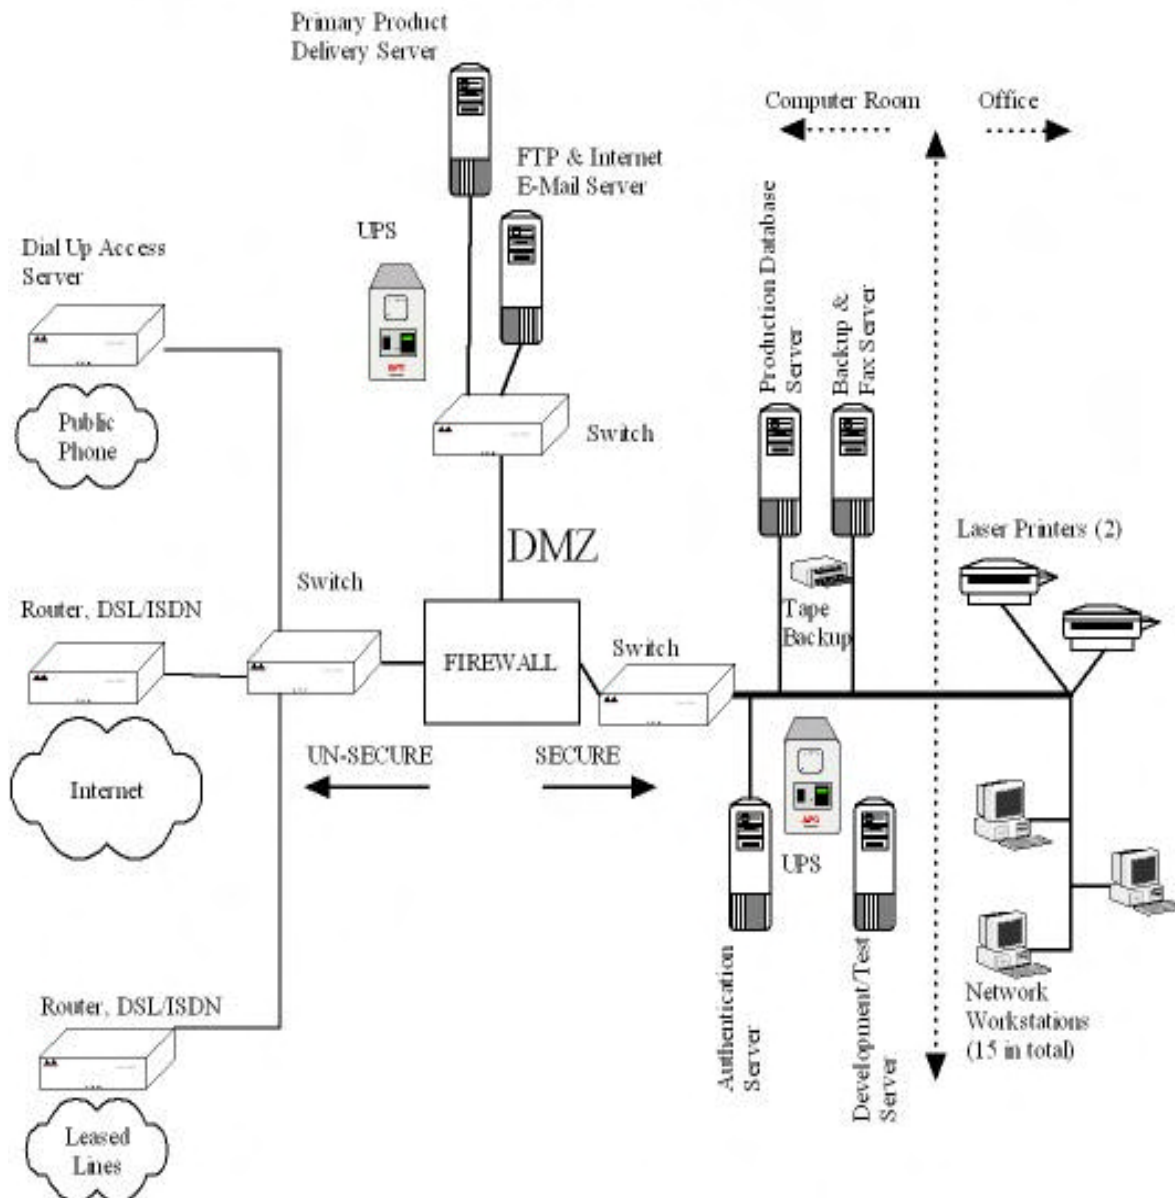 Primary Product
Delivery Server
Computer Room
Office
FTP & Internet
E-Mail Server
UPS
Dial Up Access
Server
Production Database
Server
Backup &
Fax Server
Public
Phone
Switch
DMZ
Laser Printers (2)
Switch
Router, DSL/ISDN
Tape
Backup
FIREWALL
Switch
UN-SECURE
SECURE
Internet
APC
UPS
Authentication
Server
Development/Test
Server
Network
Workstations
(15 in total)
Router, DSL/ISDN
Leased
Lines